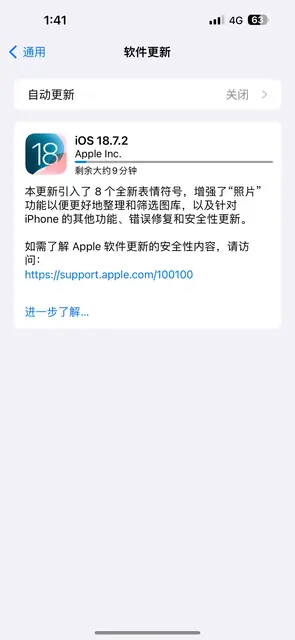 1:41
4G
63
通用
软件更新
自动更新
关闭
18
iOS 18.7.2
Apple Inc.
剩余大约 9 分钟
本更新引入了 8 个全新表情符号，增强了“照片”
功能以便更好地整理和筛选图库，以及针对
iPhone 的其他功能、错误修复和安全性更新。
如需了解 Apple 软件更新的安全性内容，请访
问：
https://support.apple.com/100100
进一步了解...